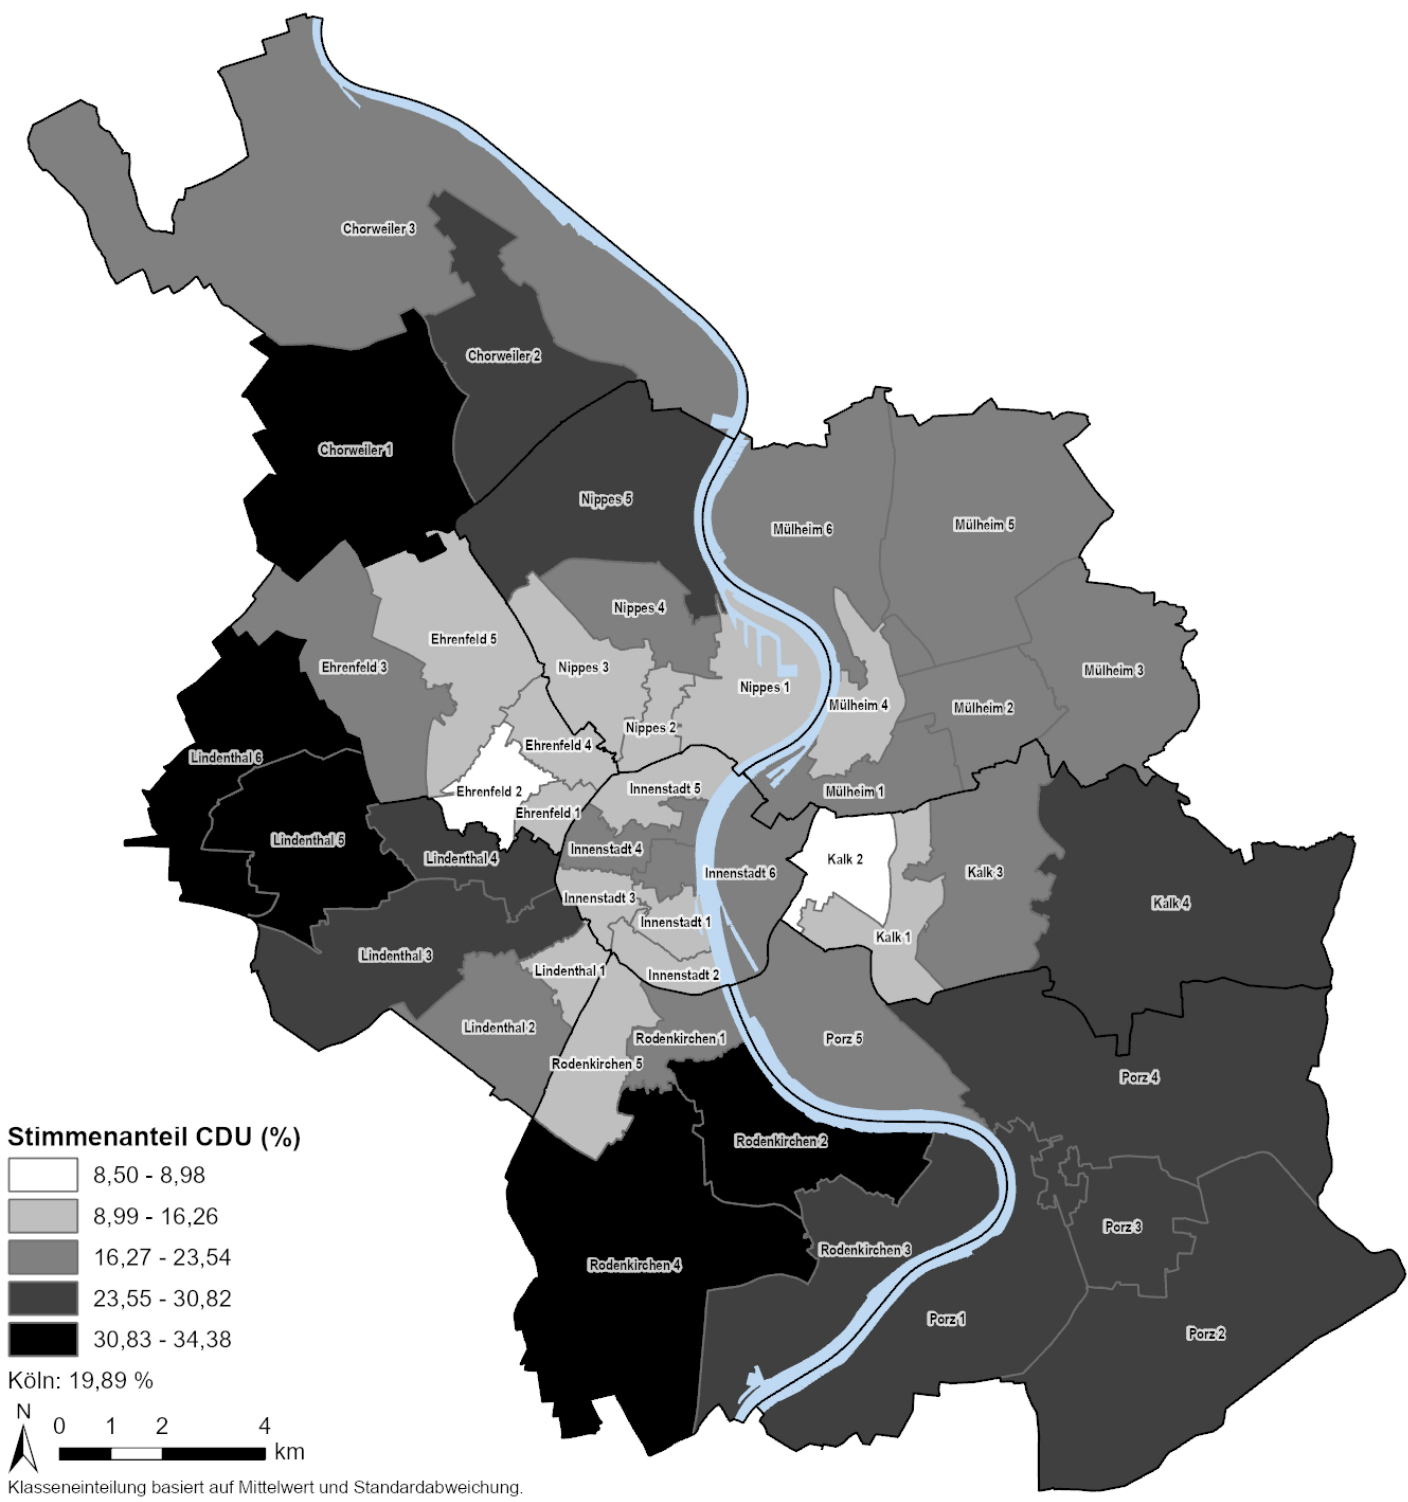 Chorweiler 3
Chorweiler 2
Chorweiler 1
Nippes 5
Mülheim 6
Mülheim 5
Nippes 4
Ehrenfeld 5
Ehrenfeld 3
Nippes 3
Mülheim 3
Nippes 1
Mülheim 4
Mülheim 2
Nippes 2
Ehrenfeld 4
Lindenthal 6
Ehrenfeld 2
Innenstadt 5
Mülheim 1
Ehrenfeld 1
Lindenthal 5
Innenstadt 4
Lindenthal 4
Kalk 2
Innenstadt 6
Kalk 3
Innenstadt 3
Kalk 4
Innenstadt 1
Kalk 1
Lindenthal 3
Lindenthal 1
Innenstadt 2
Lindenthal 2
Rodenkirchen 1
Porz 5
Rodenkirchen 5
Porz 4
Stimmenanteil CDU (%)
Rodenkirchen 2
8,50 - 8,98
8,99 - 16,26
Porz 3
16,27 - 23,54
Rodenkirchen 3
Rodenkirchen 4
23,55 - 30,82
Porz 1
30,83 - 34,38
Porz 2
Köln: 19,89 %
N
0 1 2 4
km
Klasseneinteilung basiert auf Mittelwert und Standardabweichung.